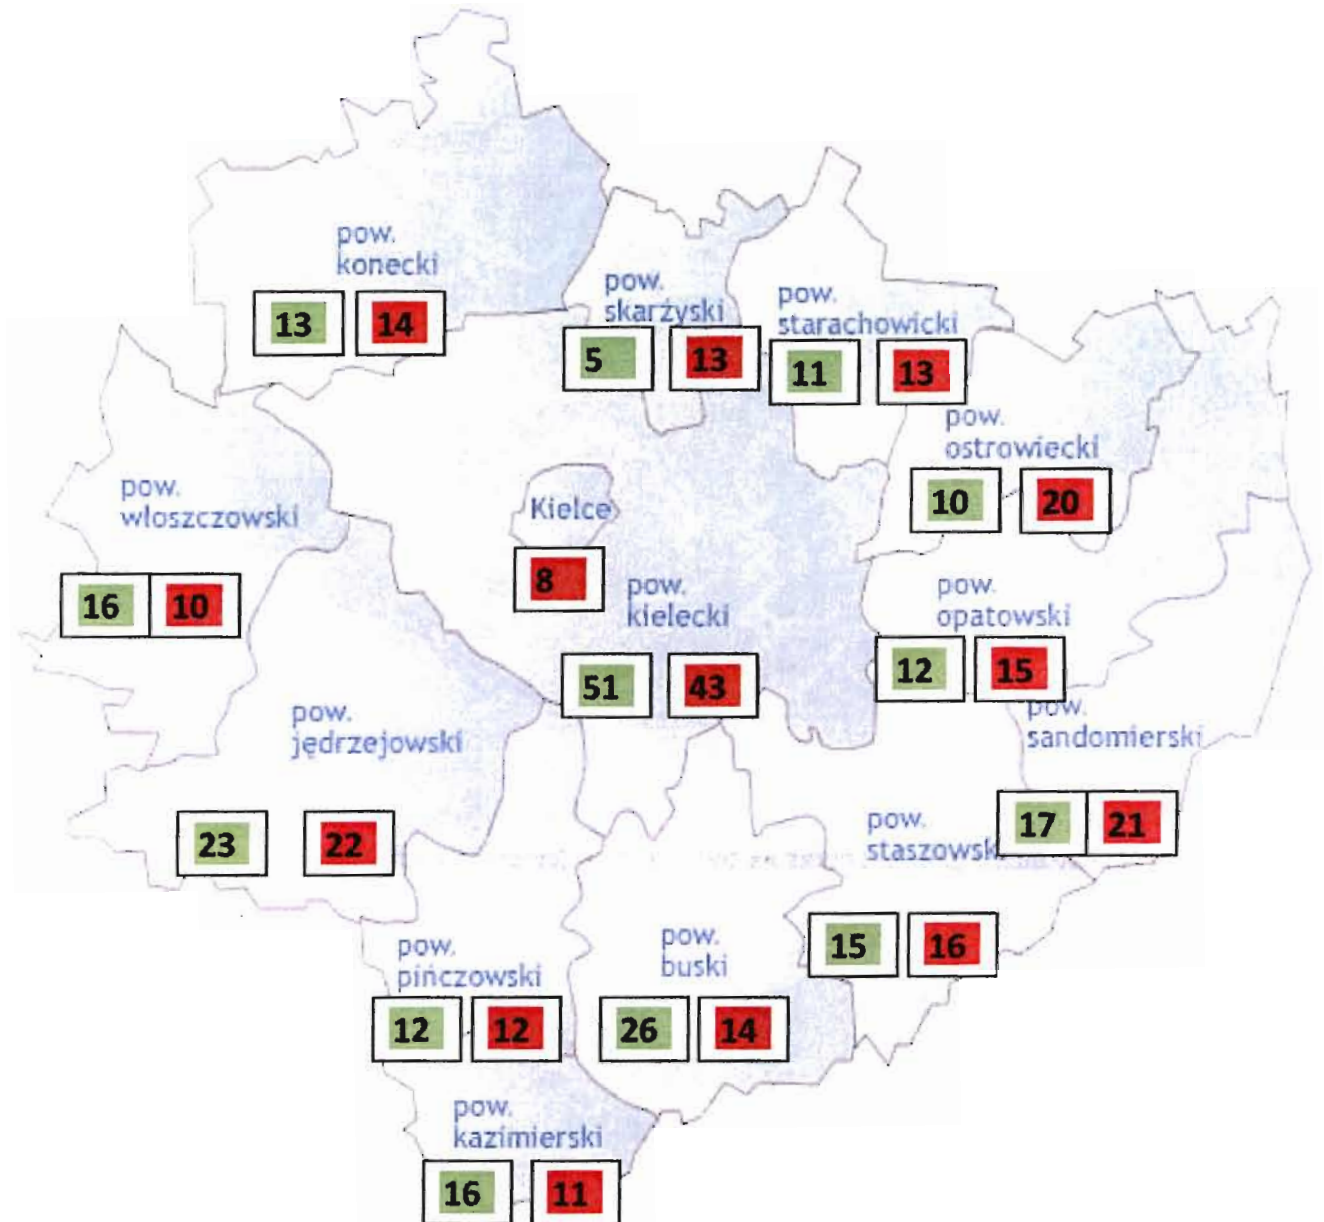 pow.
konecki
13 14
pow.
skarżyski
5 13
pow.
starachowicki
11 13
pow.
ostrowiecki
10 20
pow.
włoszczowski
16 10
Kielce
8
pow.
kielecki
51 43
pow.
opatowski
12 15
pow.
sandomierski
17 21
pow.
jędrzejowski
23 22
pow.
staszowsk
15 16
pow.
pińczowski
12 12
pow.
buski
26 14
pow.
kazimierski
16 11